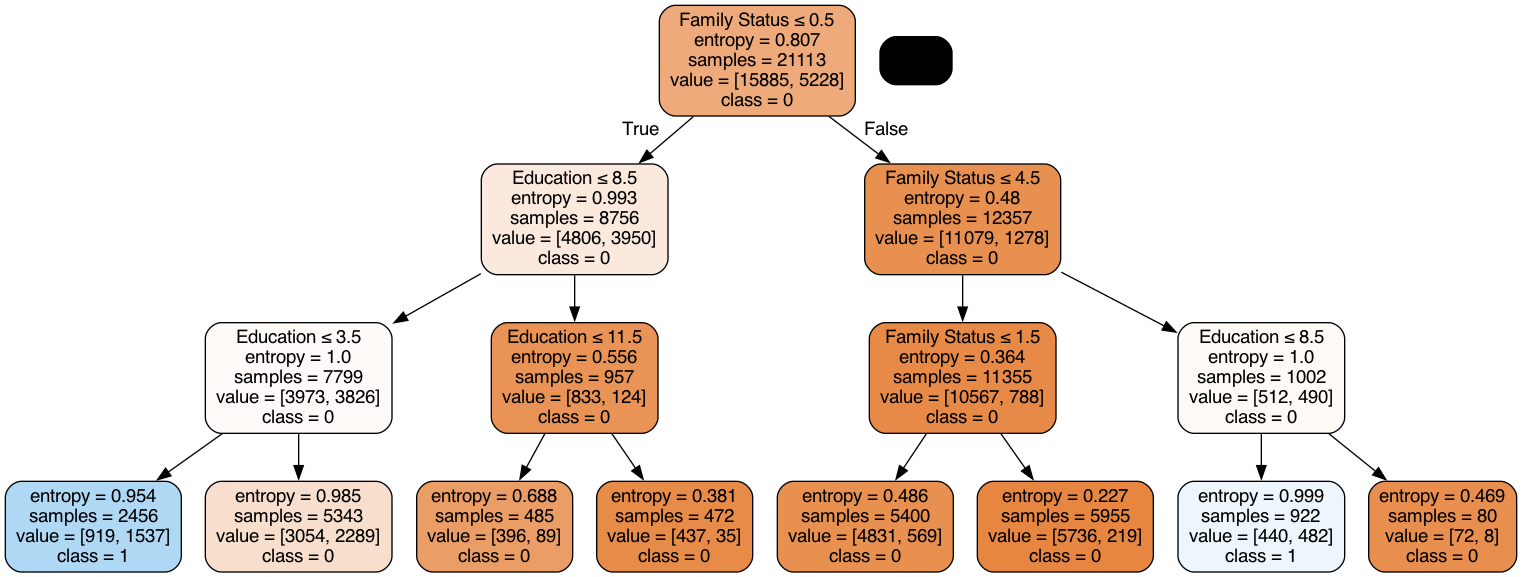 Family Status ≤ 0.5
entropy = 0.807
samples = 21113
value = [15885, 5228]
class = 0
True
False
Education ≤ 8.5
entropy = 0.993
samples = 8756
value = [4806, 3950]
class = 0
Family Status ≤ 4.5
entropy = 0.48
samples = 12357
value = [11079, 1278]
class = 0
Education ≤ 3.5
entropy = 1.0
samples = 7799
value = [3973, 3826]
class = 0
Education ≤ 11.5
entropy = 0.556
samples = 957
value = [833, 124]
class = 0
Family Status ≤ 1.5
entropy = 0.364
samples = 11355
value = [10567, 788]
class = 0
Education ≤ 8.5
entropy = 1.0
samples = 1002
value = [512, 490]
class = 0
entropy = 0.954
samples = 2456
value = [919, 1537]
class = 1
entropy = 0.985
samples = 5343
value = [3054, 2289]
class = 0
entropy = 0.688
samples = 485
value = [396, 89]
class = 0
entropy = 0.381
samples = 472
value = [437, 35]
class = 0
entropy = 0.486
samples = 5400
value = [4831, 569]
class = 0
entropy = 0.227
samples = 5955
value = [5736, 219]
class = 0
entropy = 0.999
samples = 922
value = [440, 482]
class = 1
entropy = 0.469
samples = 80
value = [72, 8]
class = 0